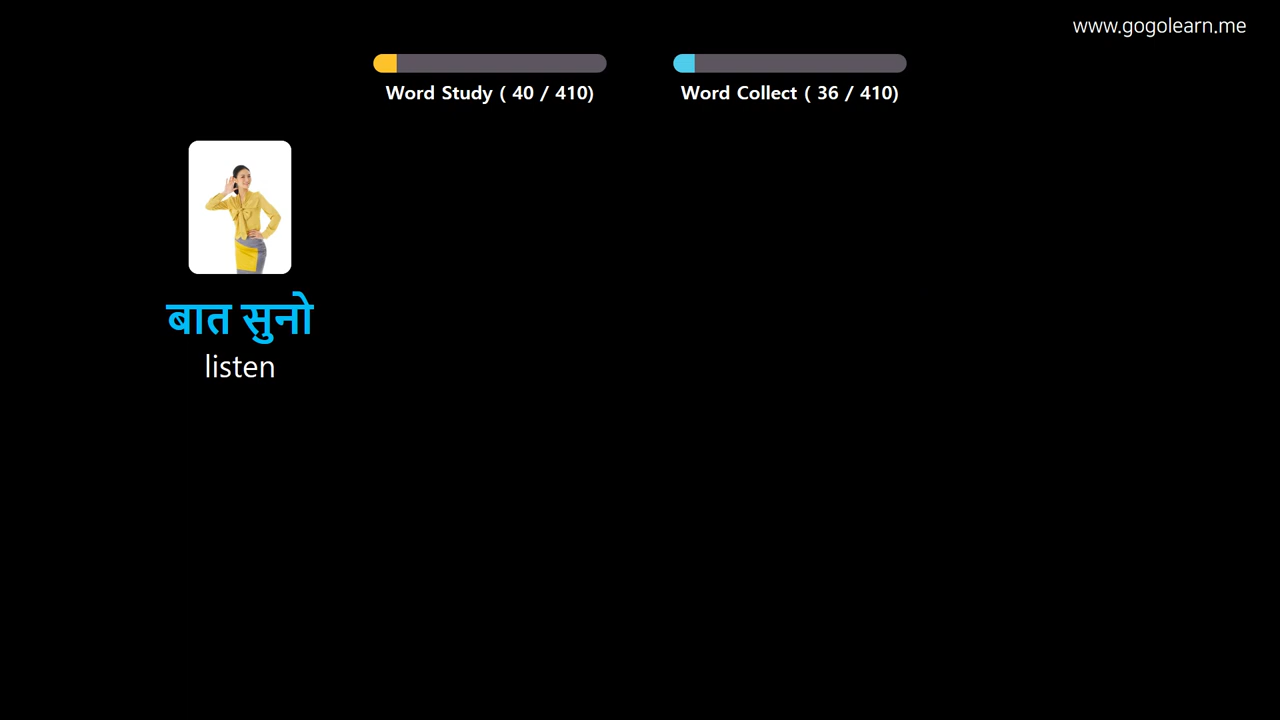 www.gogolearn.me
Word Study ( 40 / 410)
Word Collect ( 36 / 410)
बात सुनो
listen